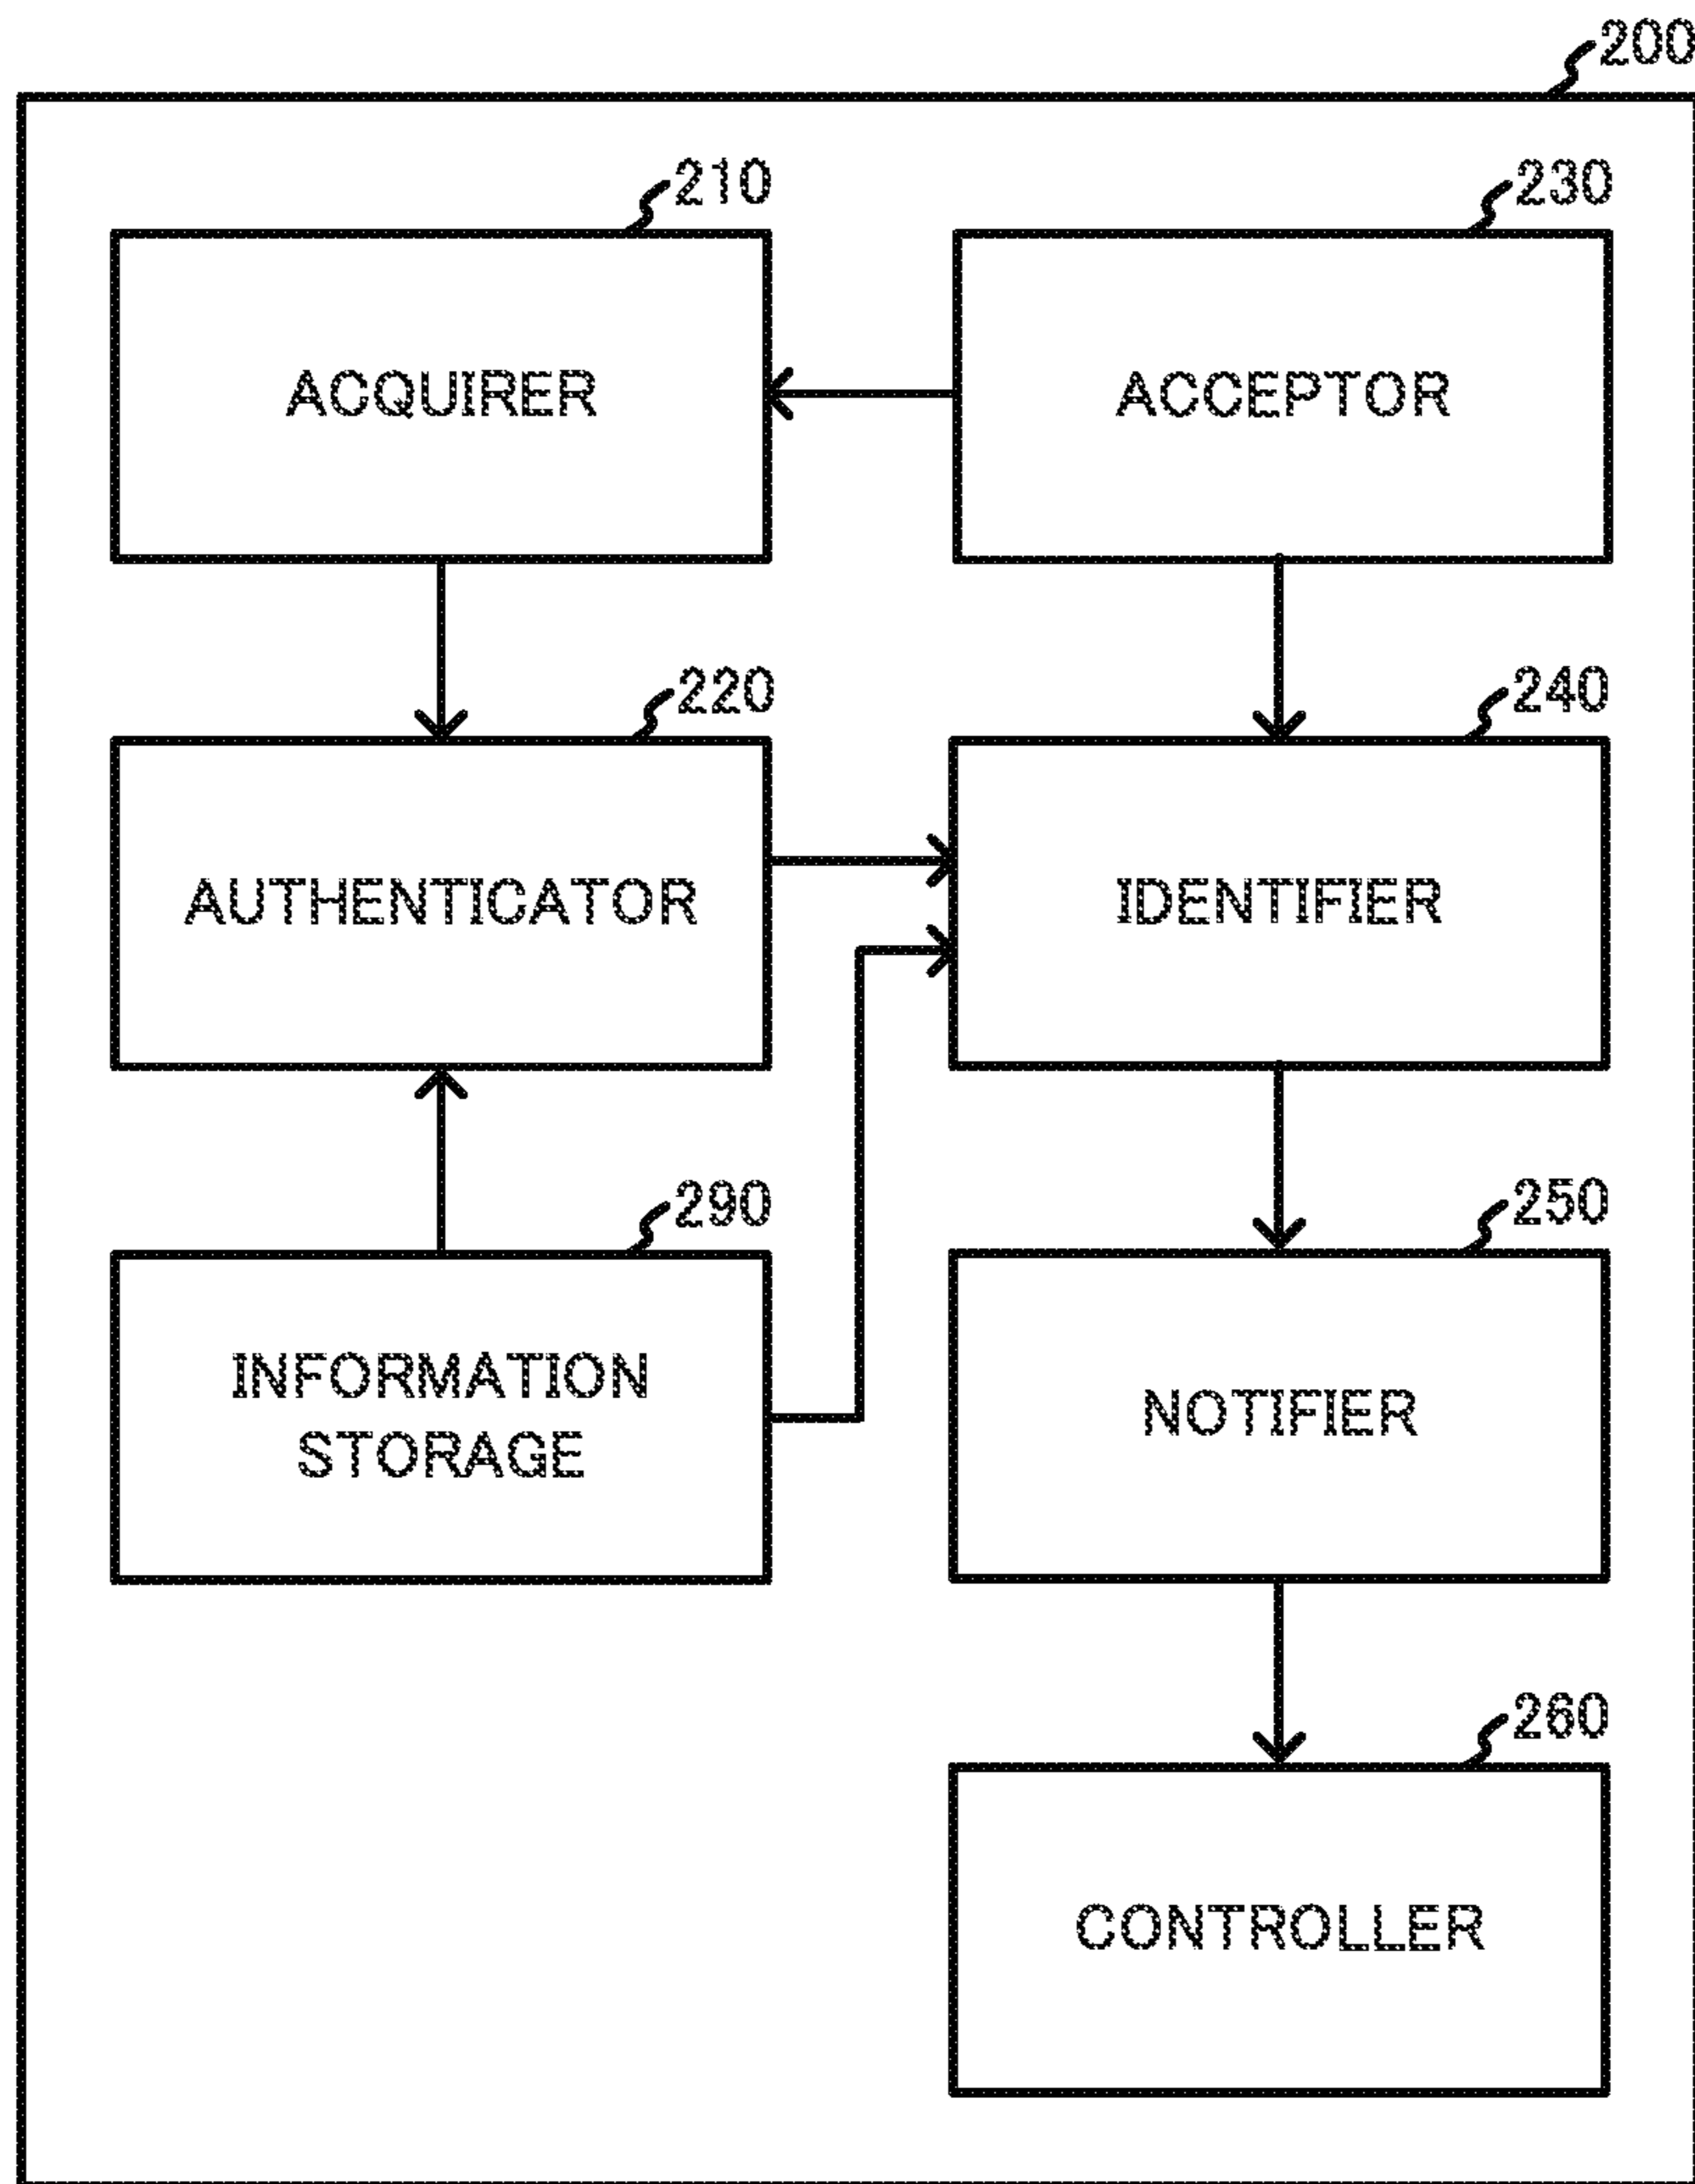 200
210
230
ACQUIRER
ACCEPTOR
220
240
AUTHENTICATOR
IDENTIFIER
290
250
INFORMATION
STORAGE
NOTIFIER
260
CONTROLLER